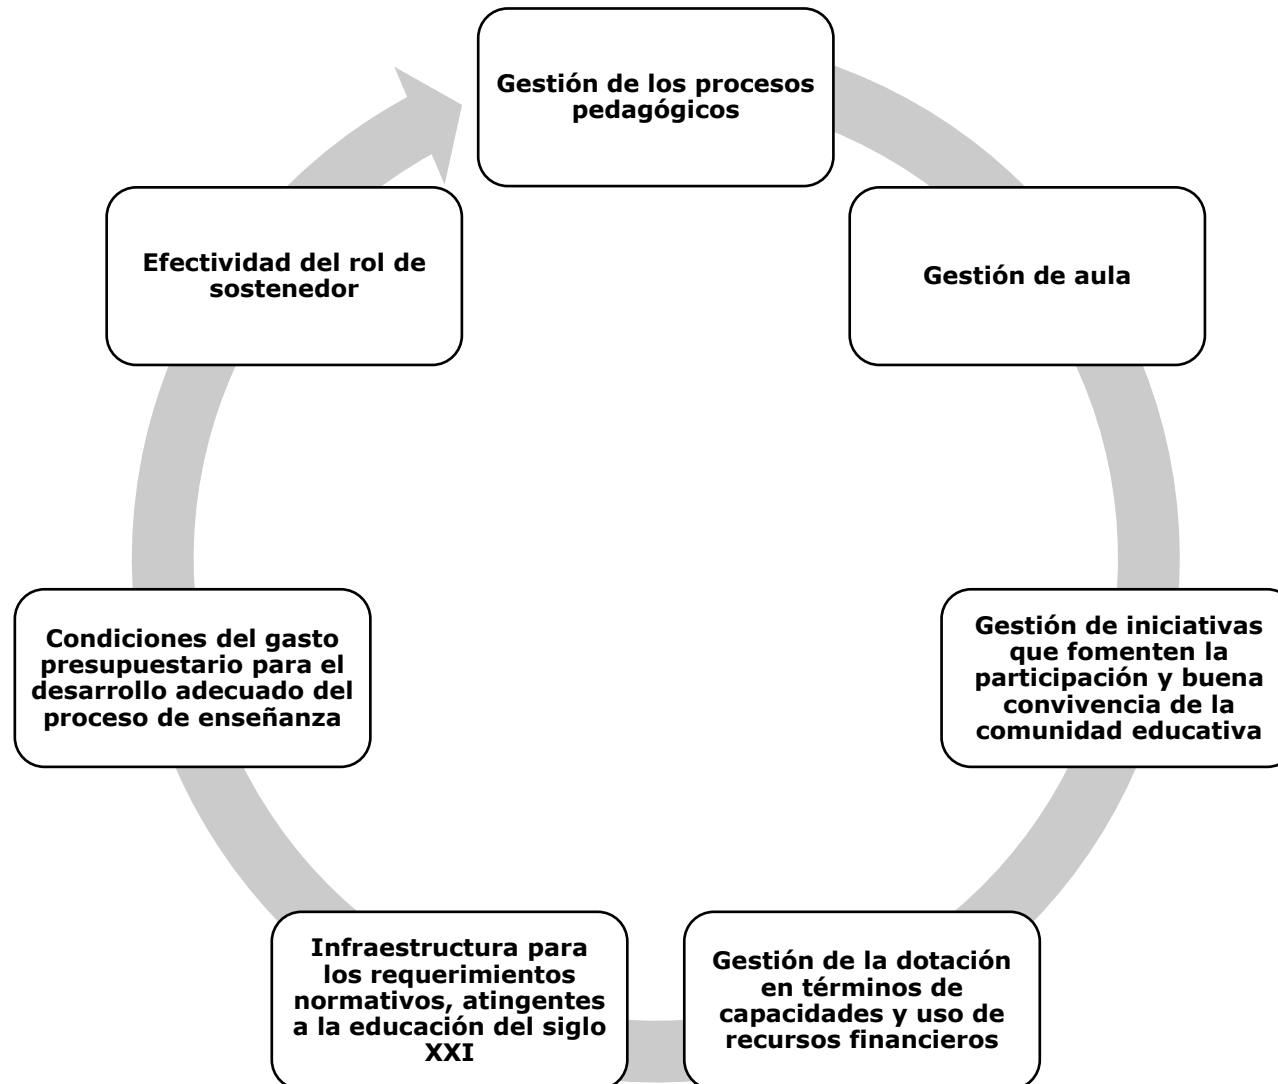 Gestión de los procesos
pedagógicos
Gestión de aula
Gestión de iniciativas
que fomenten la
participación y buena
convivencia de la
comunidad educativa
Gestión de la dotación
en términos de
capacidades y uso de
recursos financieros
Infraestructura para
los requerimientos
normativos, atingentes
a la educación del siglo
XXI
Condiciones del gasto
presupuestario para el
desarrollo adecuado del
proceso de enseñanza
Efectividad del rol de
sostenedor